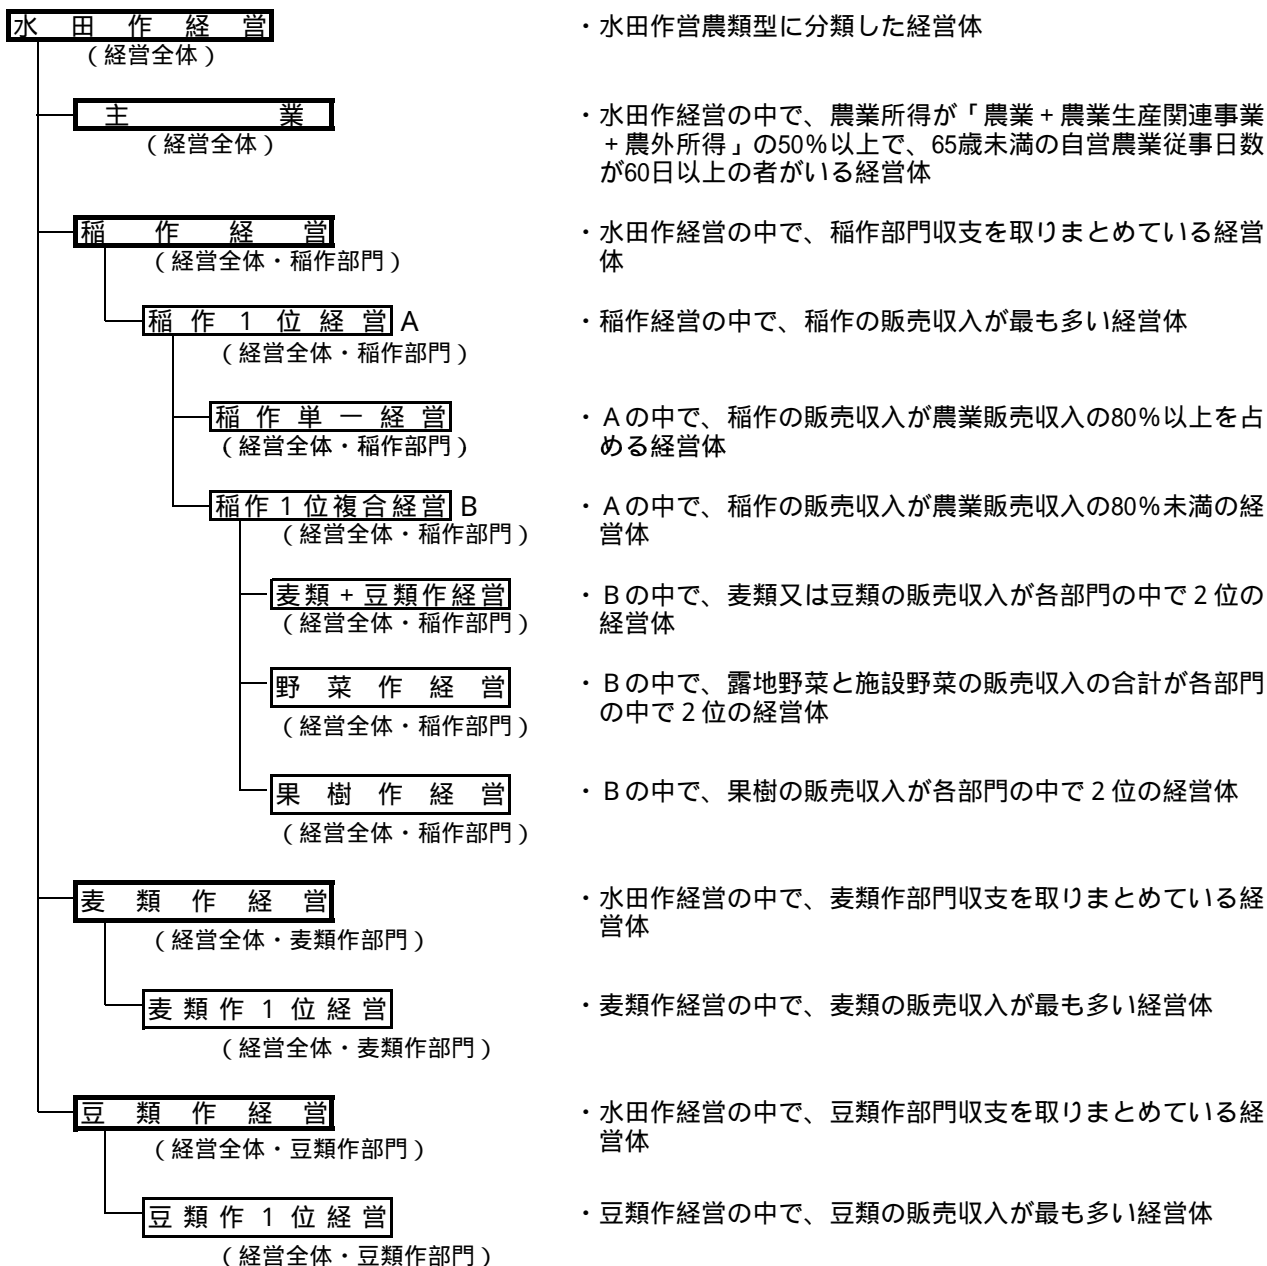 水田作経営
・水田作営農類型に分類した経営体
（経営全体）
主業
・水田作経営の中で、農業所得が「農業＋農業生産関連事業
（経営全体）
＋農外所得」の50％以上で、65歳未満の自営農業従事日数
が60日以上の者がいる経営体
稲作経営
・水田作経営の中で、稲作部門収支を取りまとめている経営
（経営全体・稲作部門）
体
稲作1位経営 A
・稲作経営の中で、稲作の販売収入が最も多い経営体
（経営全体・稲作部門）
稲作単一経営
・Ａの中で、稲作の販売収入が農業販売収入の80％以上を占
（経営全体・稲作部門）
める経営体
稲作１位複合経営 B
・Ａの中で、稲作の販売収入が農業販売収入の80％未満の経
（経営全体・稲作部門）
営体
麦類＋豆類作経営
・Ｂの中で、麦類又は豆類の販売収入が各部門の中で２位の
（経営全体・稲作部門）
経営体
野菜作経営
・Ｂの中で、露地野菜と施設野菜の販売収入の合計が各部門
（経営全体・稲作部門）
の中で２位の経営体
果樹作経営
・Ｂの中で、果樹の販売収入が各部門の中で２位の経営体
（経営全体・稲作部門）
麦類作経営
・水田作経営の中で、麦類作部門収支を取りまとめている経
（経営全体・麦類作部門）
営体
麦類作1位経営
・麦類作経営の中で、麦類の販売収入が最も多い経営体
（経営全体・麦類作部門）
豆類作経営
・水田作経営の中で、豆類作部門収支を取りまとめている経
（経営全体・豆類作部門）
営体
豆類作1位経営
・豆類作経営の中で、豆類の販売収入が最も多い経営体
（経営全体・豆類作部門）